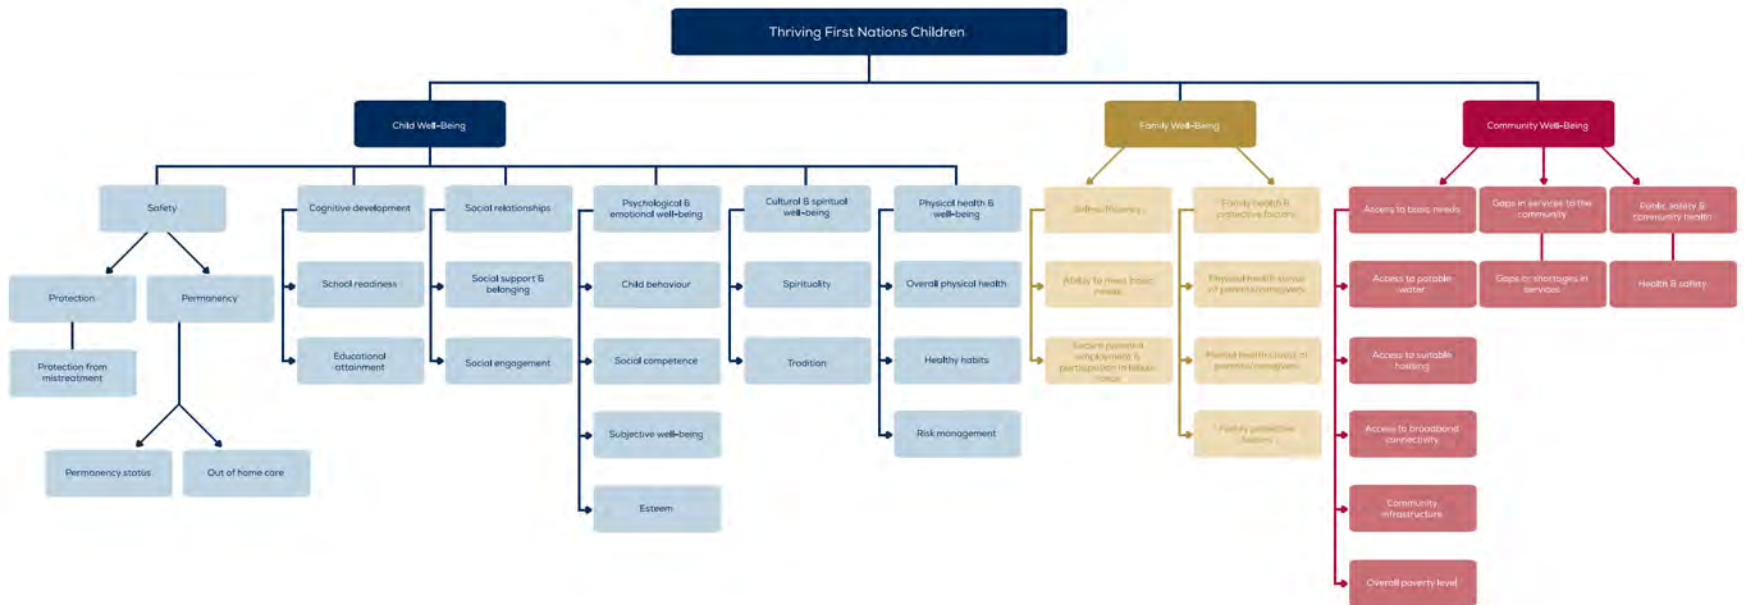 Thriving First Nations Children
Child Well-Being
Family Well-Being
Community Well-Being
Safety
Cognitive development
Social relationships
Psychological &
emotional well-being
Cultural & spiritual
well-being
Physical health &
well-being
Self-sufficiency
Family health &
protective factors
Access to basic needs
Gaps in services to the
community
Public safety &
community health
Protection
Permanency
School readiness
Social support &
belonging
Child behaviour
Spirituality
Overall physical health
Ability to meet basic
needs
Physical health status
of parents/caregivers
Access to potable
water
Gaps or shortages in
services
Health & safety
Protection from
mistreatment
Educational
attainment
Social engagement
Social competence
Tradition
Healthy habits
employment &
participation in labour
force
Mental health status of
parents/caregivers
Access to suitable
housing
Subjective well-being
Risk management
Family protective
factors
Access to broadband
connectivity
Permanency status
Out of home care
Esteem
Community
infrastructure
Overall poverty level